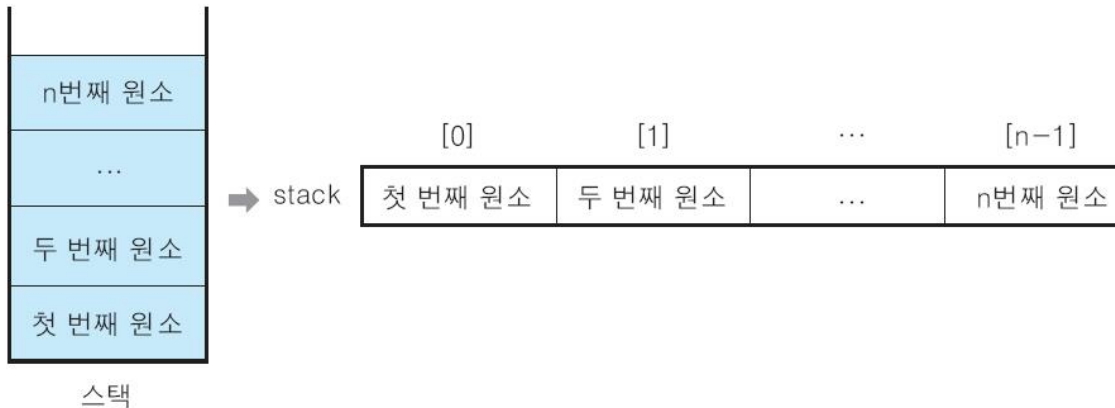 n번째 원소
…
두 번째 원소
첫 번째 원소
스택
stack
[0] [1] … [n-1]
첫 번째 원소 두 번째 원소 … n번째 원소